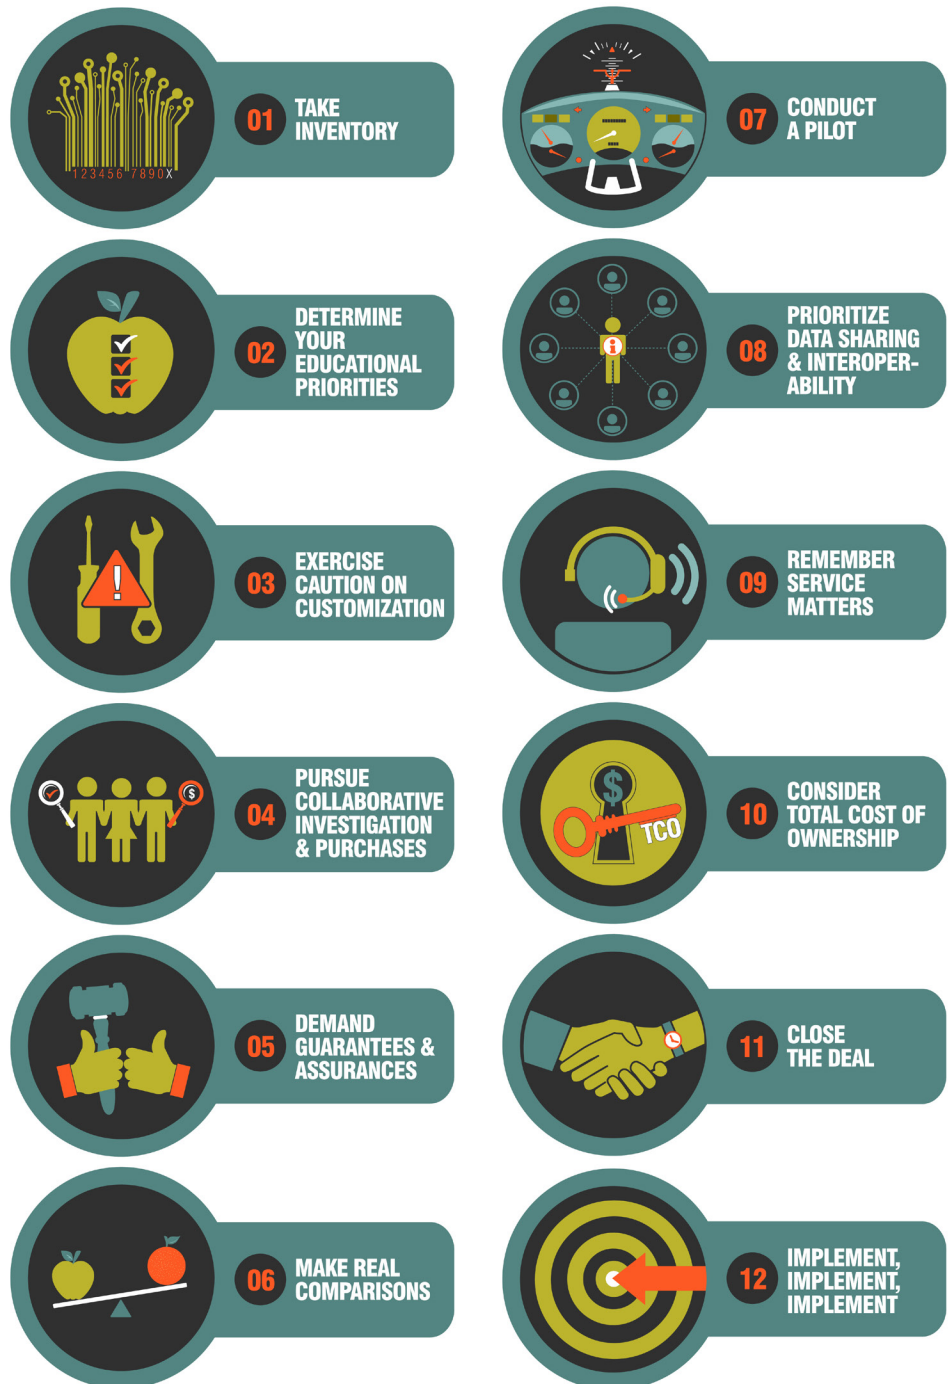 1234567890X
01
TAKE
INVENTORY
02
DETERMINE
YOUR
EDUCATIONAL
PRIORITIES
03
!
EXERCISE
CAUTION ON
CUSTOMIZATION
04
$
PURSUE
COLLABORATIVE
INVESTIGATION
& PURCHASES
05
DEMAND
GUARANTEES &
ASSURANCES
06
MAKE REAL
COMPARISONS
07
CONDUCT
A PILOT
08
i
PRIORITIZE
DATA SHARING
& INTEROPER-
ABILITY
09
REMEMBER
SERVICE
MATTERS
10
$
TCO
CONSIDER
TOTAL COST OF
OWNERSHIP
11
CLOSE
THE DEAL
12
IMPLEMENT,
IMPLEMENT,
IMPLEMENT